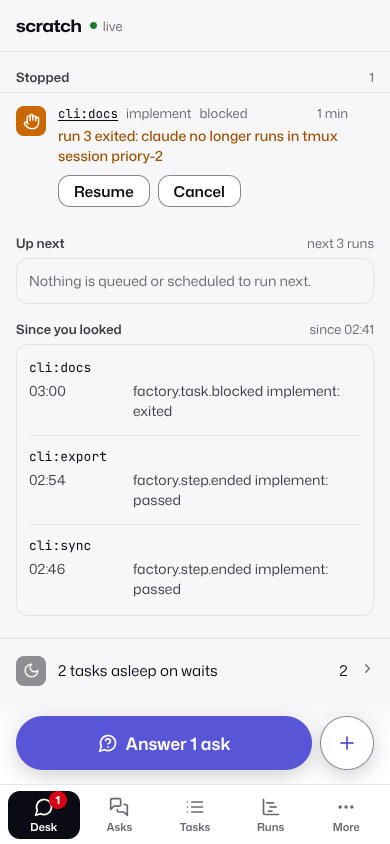 scratch live
Stopped 1
cli:docs implement blocked 1 min
run 3 exited: claude no longer runs in tmux
session priory-2
Resume Cancel
Up next next 3 runs
Nothing is queued or scheduled to run next.
Since you looked since 02:41
cli:docs
03:00 factory.task.blocked implement:
exited
cli:export
02:54 factory.step.ended implement:
passed
cli:sync
02:46 factory.step.ended implement:
passed
2 tasks asleep on waits 2
Answer 1 ask
1
Desk Asks Tasks Runs More